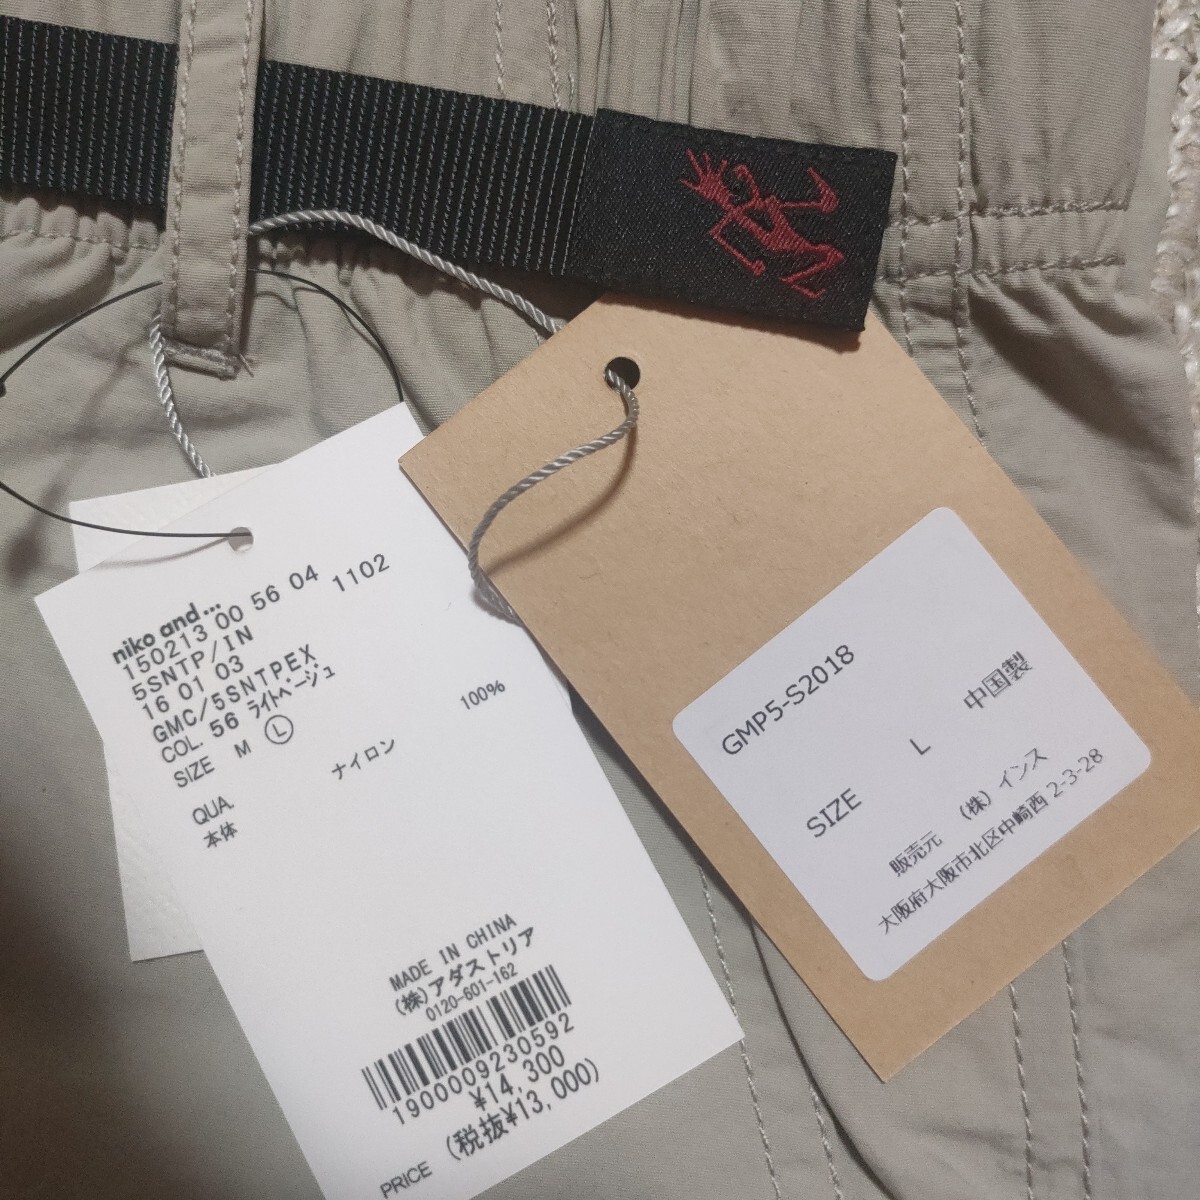 niko and...
150213 00 56 04
5SNTP/IN 1102
16 01 03
GMC/5SNTPEX
COL. 56 ライトベージュ
SIZE M L
QUA.
本体 ナイロン 100%
MADE IN CHINA
(株)アダストリア
0120-601-162
1900009230592
¥14,300
(税抜¥13,000)
PRICE
GMP5-S2018
SIZE L 中国製
販売元 (株)インス
大阪府大阪市北区中崎西 2-3-28